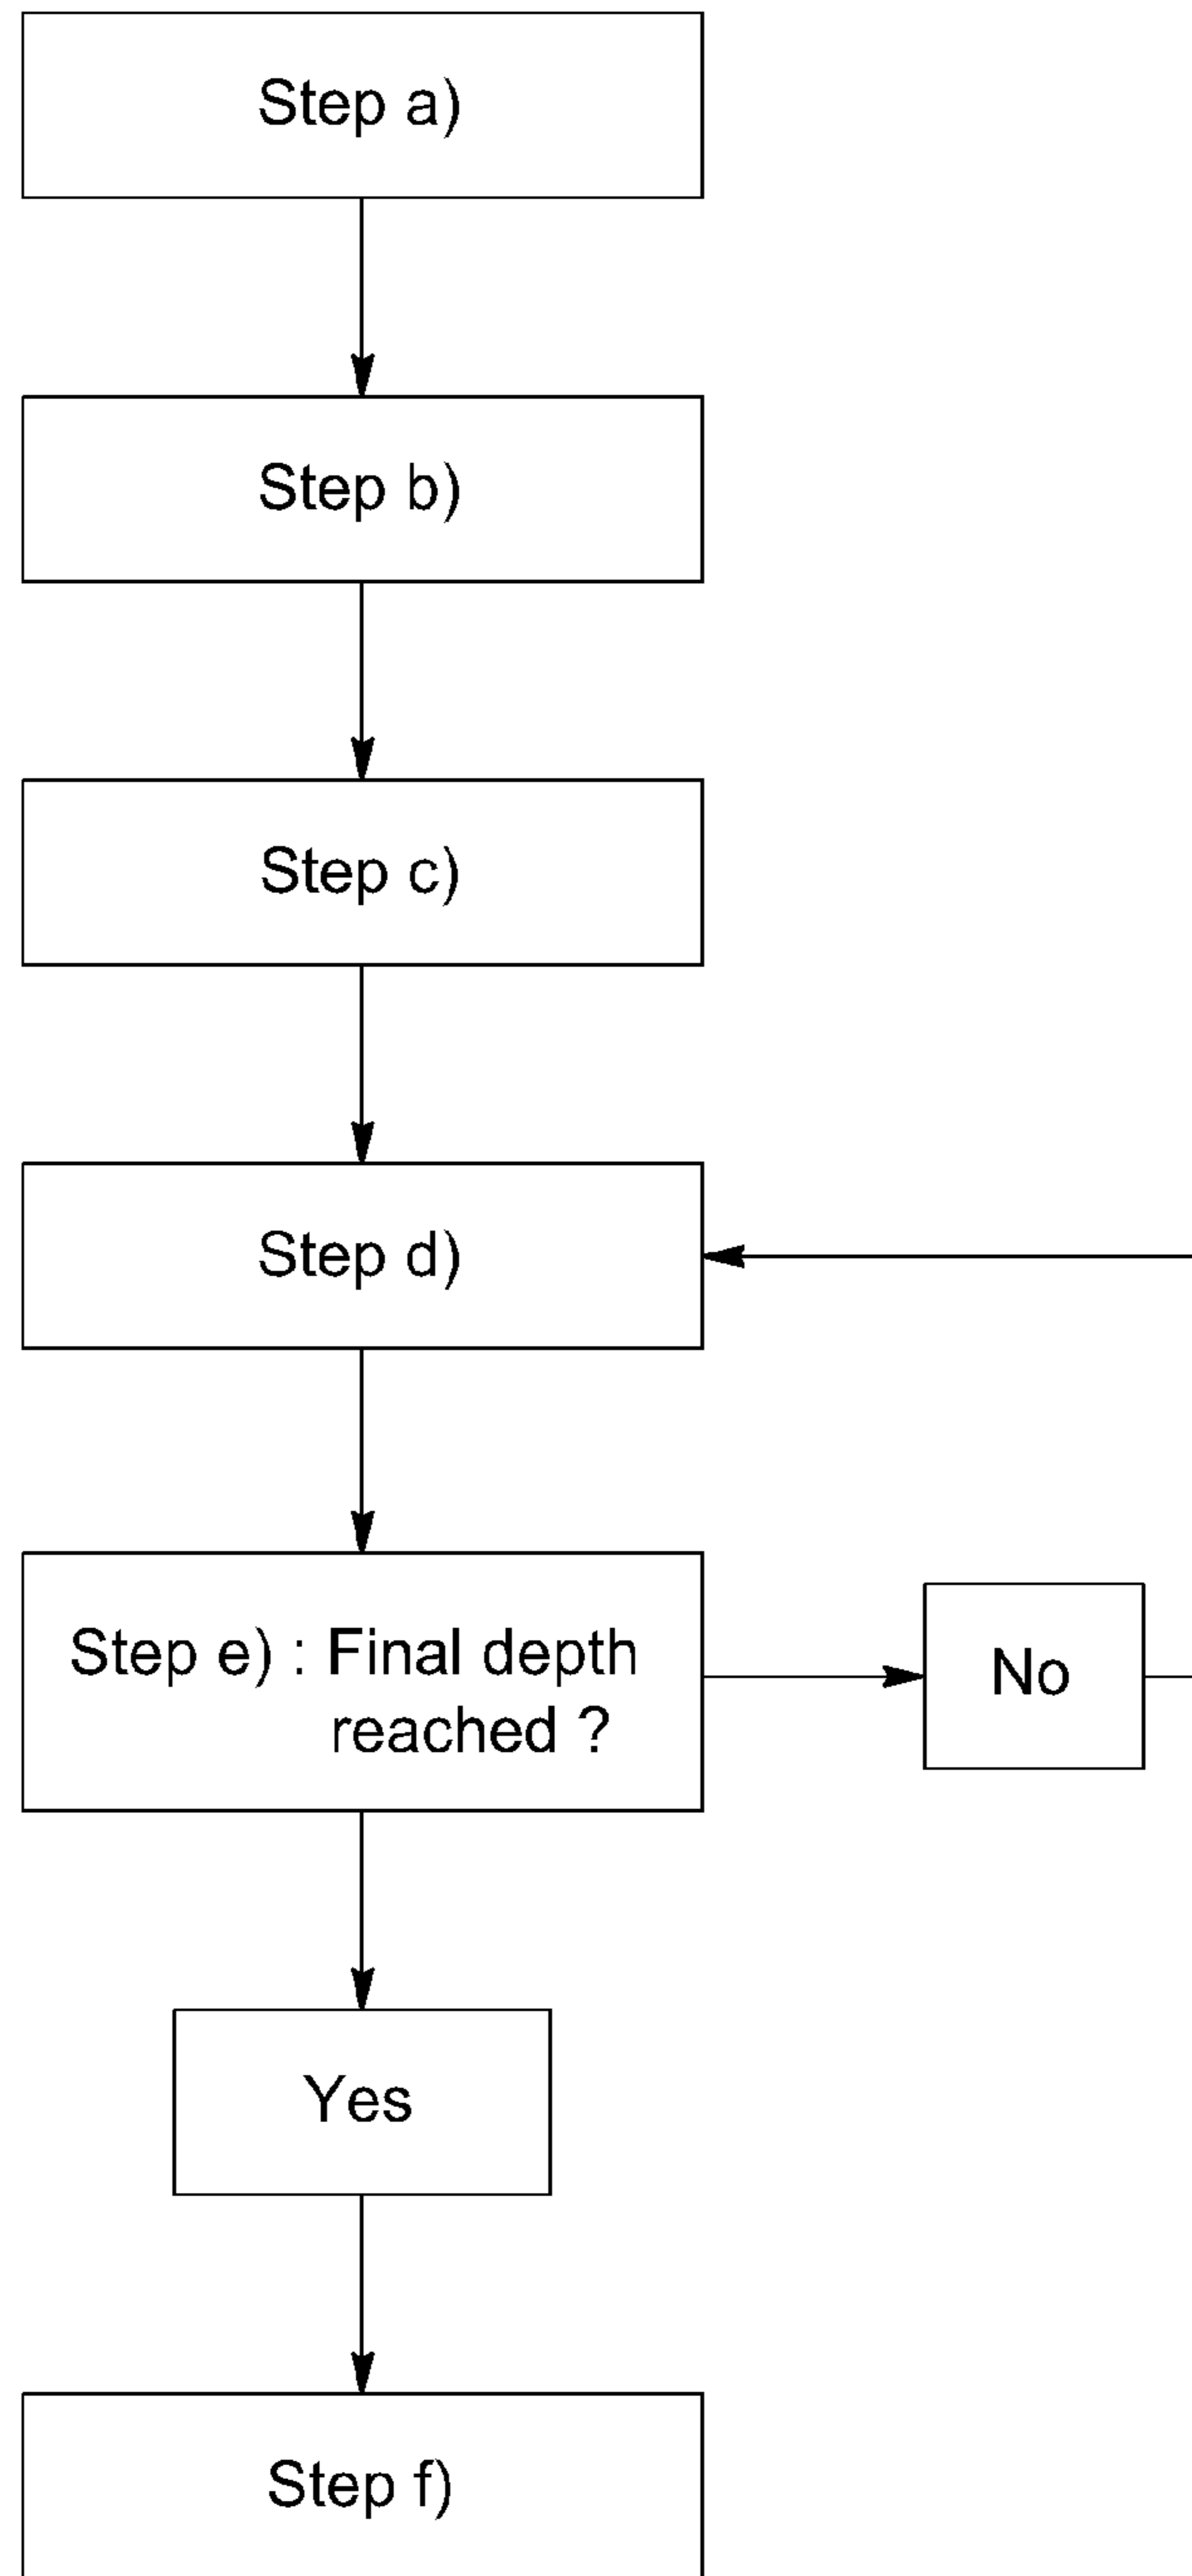 Step a)
Step b)
Step c)
Step d)
Step e) : Final depth
reached ?
No
Yes
Step f)